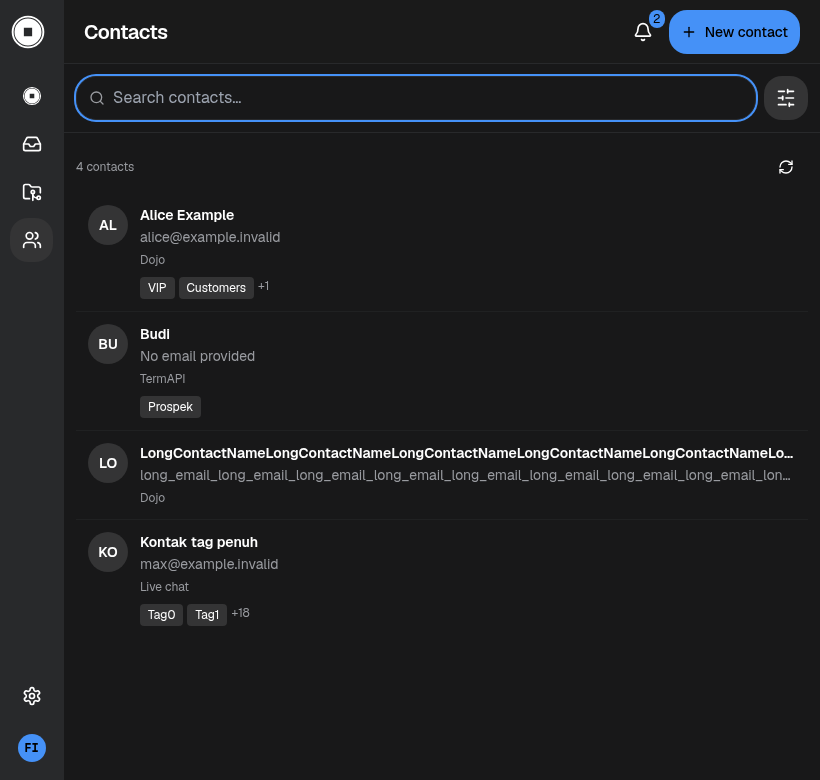 Contacts
2
New contact
Search contacts...
4 contacts
AL
Alice Example
alice@example.invalid
Dojo
VIP Customers +1
BU
Budi
No email provided
TermAPI
Prospek
LO
LongContactNameLongContactNameLongContactNameLongContactNameLongContactNameLo...
long_email_long_email_long_email_long_email_long_email_long_email_long_email_long_email_lon...
Dojo
KO
Kontak tag penuh
max@example.invalid
Live chat
Tag0 Tag1 +18
FI